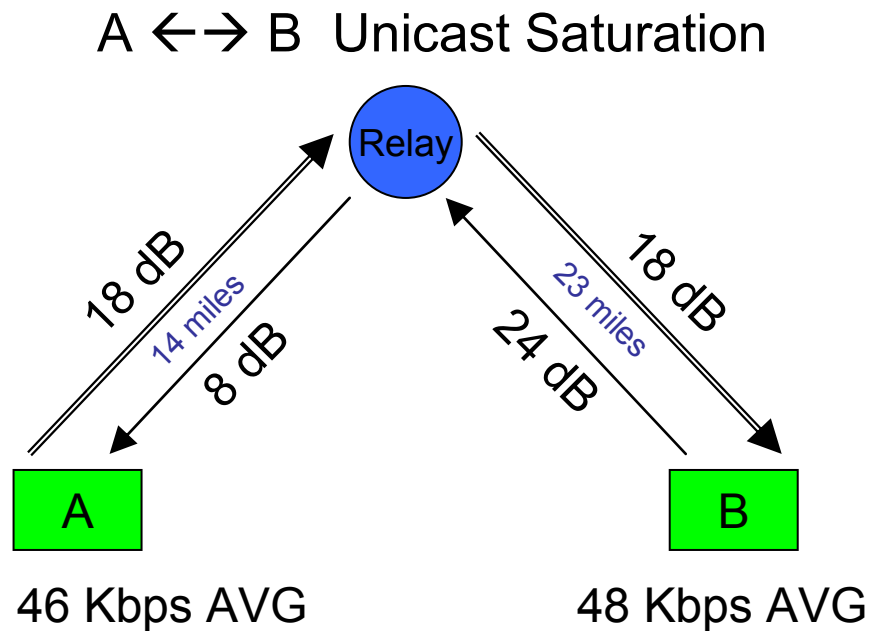 A ←→ B Unicast Saturation
Relay
18 dB
14 miles
8 dB
18 dB
23 miles
24 dB
A
B
46 Kbps AVG
48 Kbps AVG